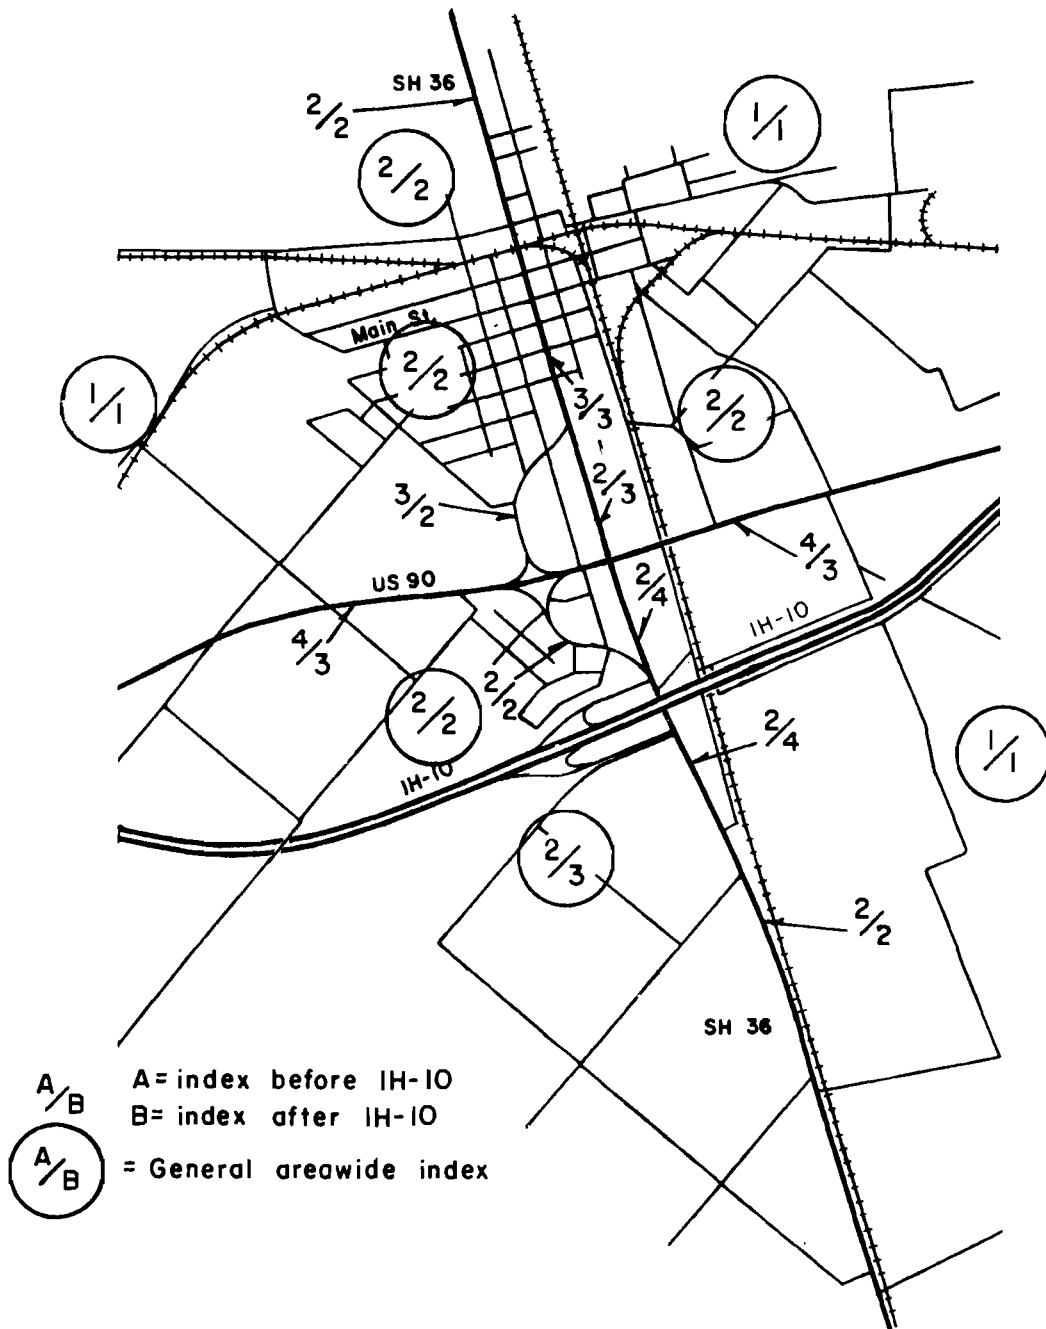 SH 36
2/2
1/1
2/2
Main St.
2/2
1/1
3/3
2/2
3/2
2/3
4/3
US 90
2/4
IH-10
4/3
2/2
2/2
2/4
1/1
IH-10
2/3
2/2
SH 36
A/B A= index before IH-10
B= index after IH-10
A/B = General areawide index